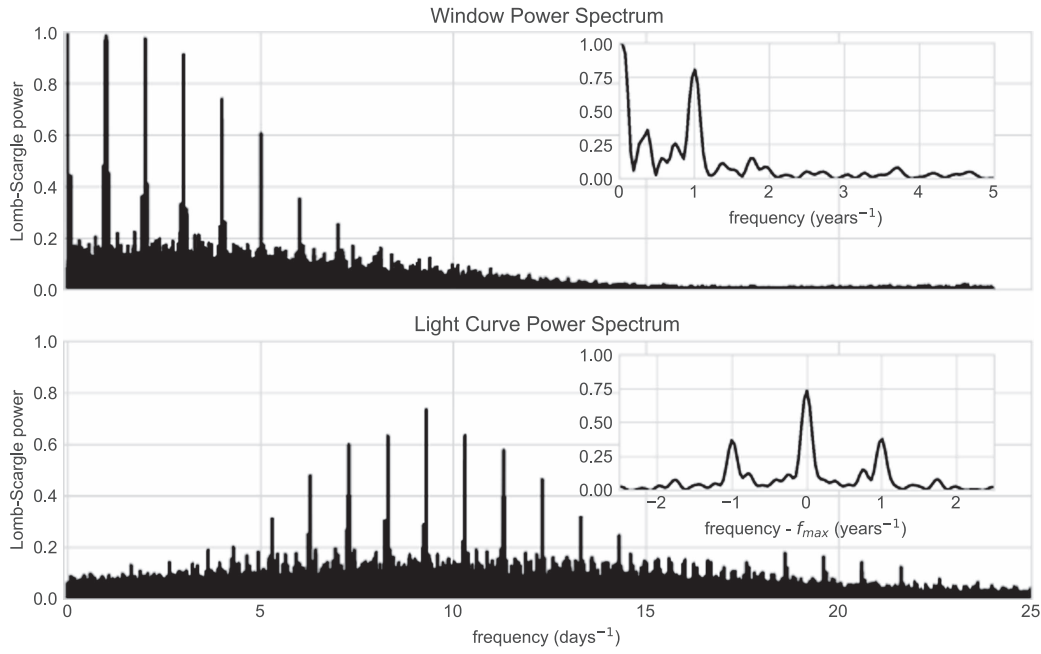 Window Power Spectrum
1.0
0.8
0.6
0.4
0.2
0.0
Lomb-Scargle power
1.00
0.75
0.50
0.25
0.00
0 1 2 3 4 5
frequency (years⁻¹)
Light Curve Power Spectrum
1.0
0.8
0.6
0.4
0.2
0.0
Lomb-Scargle power
1.00
0.75
0.50
0.25
0.00
−2 −1 0 1 2
frequency - fmax (years⁻¹)
0 5 10 15 20 25
frequency (days⁻¹)